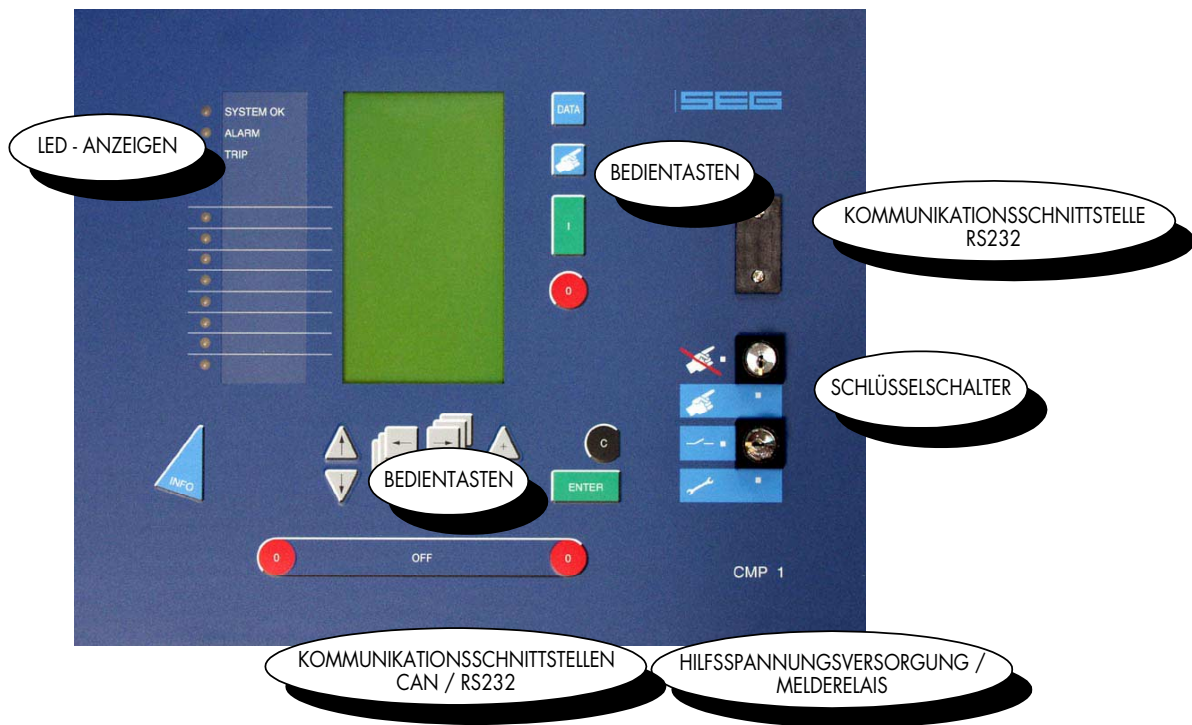 SYSTEM OK
ALARM
TRIP
LED - ANZEIGEN
DATA
SEG
BEDIENTASTEN
I
0
KOMMUNIKATIONSSCHNITTSTELLE
RS232
SCHLÜSSELSCHALTER
INFO
BEDIENTASTEN
+
C
ENTER
0
OFF
0
CMP 1
KOMMUNIKATIONSSCHNITTSTELLEN
CAN / RS232
HILFSSPANNUNGSVERSORGUNG /
MELDERELAIS